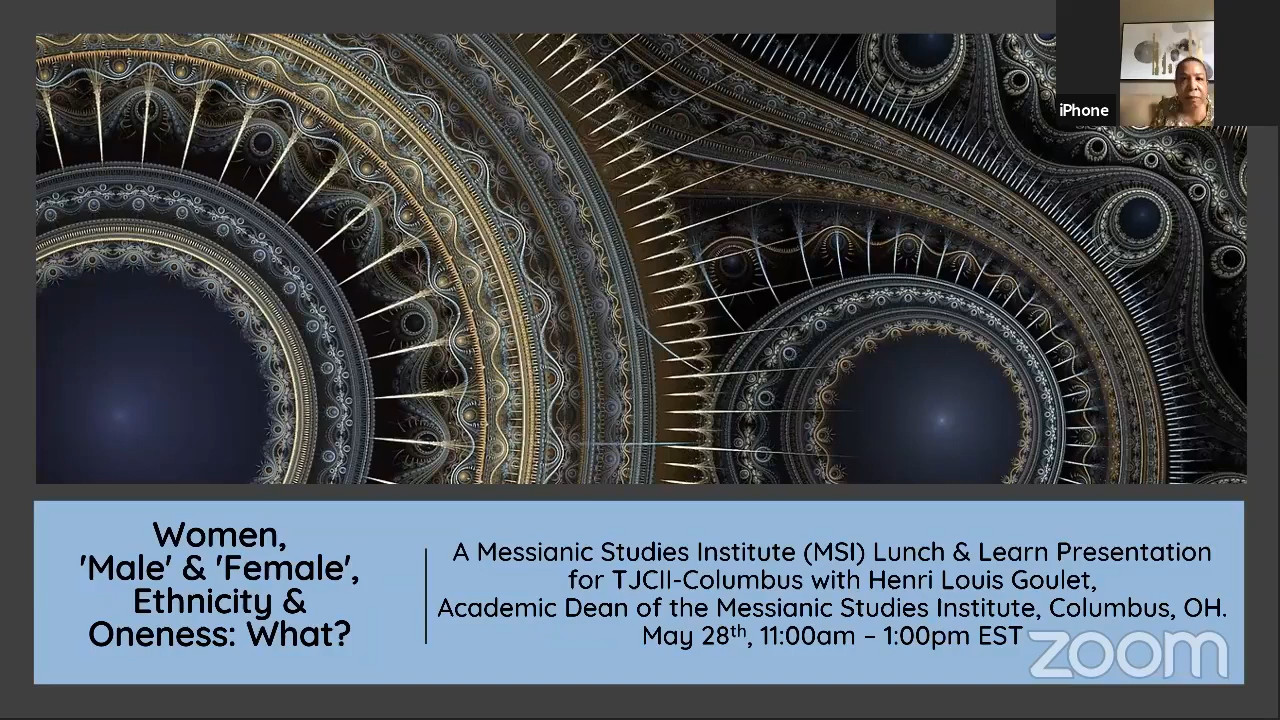 iPhone
Women,
'Male' & 'Female',
Ethnicity &
Oneness: What?
A Messianic Studies Institute (MSI) Lunch & Learn Presentation
for TJCII-Columbus with Henri Louis Goulet,
Academic Dean of the Messianic Studies Institute, Columbus, OH.
May 28th, 11:00am – 1:00pm EST
zoom